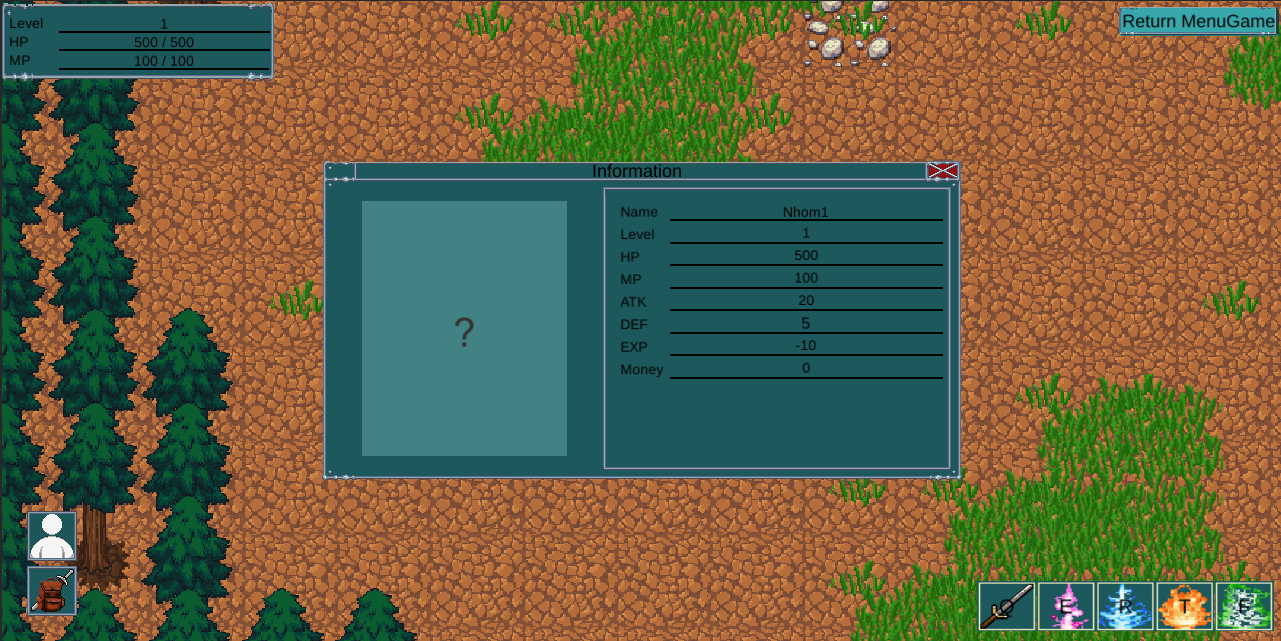 Level 1
HP 500 / 500
MP 100 / 100
Return MenuGame
Information
?
Name Nhom1
Level 1
HP 500
MP 100
ATK 20
DEF 5
EXP -10
Money 0
E R T